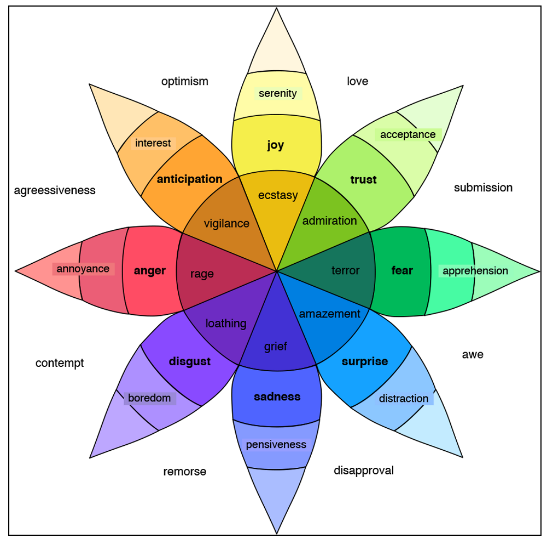 optimism
love
serenity
interest
acceptance
joy
anticipation
trust
agreessiveness
submission
ecstasy
vigilance
admiration
annoyance
anger
rage
terror
fear
apprehension
loathing
amazement
grief
contempt
disgust
surprise
awe
boredom
sadness
distraction
pensiveness
remorse
disapproval